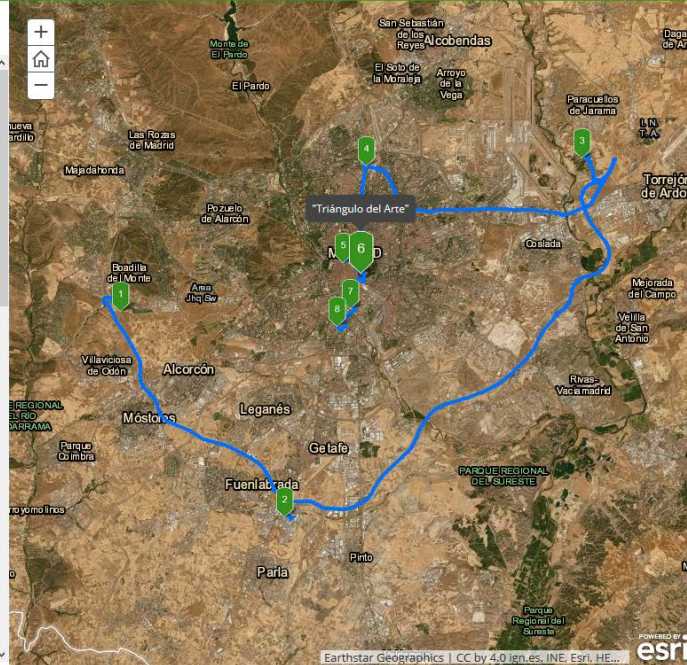 San Sebastián
de los
Reyes
Alcobendas
Monte de
El Pardo
El Soto de
la Moraleja
Arroyo
de la
Vega
El Pardo
Paracuellos
de Jarama
I. N.
T. A.
Las Rozas
de Madrid
Majadahonda
4
3
Pozuelo
de Alarcón
"Triángulo del Arte"
5
6
Coslada
Boadilla
del Monte
1
Area
Jhq Sw
7
8
Mejorada
del Campo
Velilla
de San
Antonio
Villaviciosa
de Odón
Alcorcón
Rivas-
Vaciamadrid
Leganés
Móstoles
Parque
Coimbra
Getafe
PARQUE REGIONAL
DEL SURESTE
Fuenlabrada
2
Pinto
Parla
Parque
Regional del
Sureste
POWERED BY
esri
Earthstar Geographics | CC by 4.0 ign.es, INE, Esri, HE...